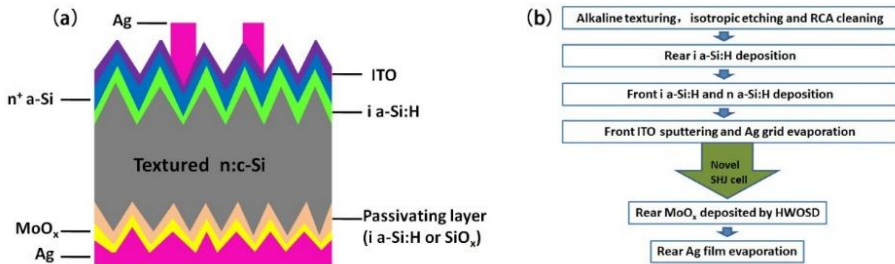 (a)
Ag
ITO
n⁺ a-Si
i a-Si:H
Textured n:c-Si
Passivating layer
(i a-Si:H or SiOₓ)
MoOₓ
Ag
(b)
Alkaline texturing, isotropic etching and RCA cleaning
Rear i a-Si:H deposition
Front i a-Si:H and n a-Si:H deposition
Front ITO sputtering and Ag grid evaporation
Novel
SHJ cell
Rear MoOₓ deposited by HWOSD
Rear Ag film evaporation